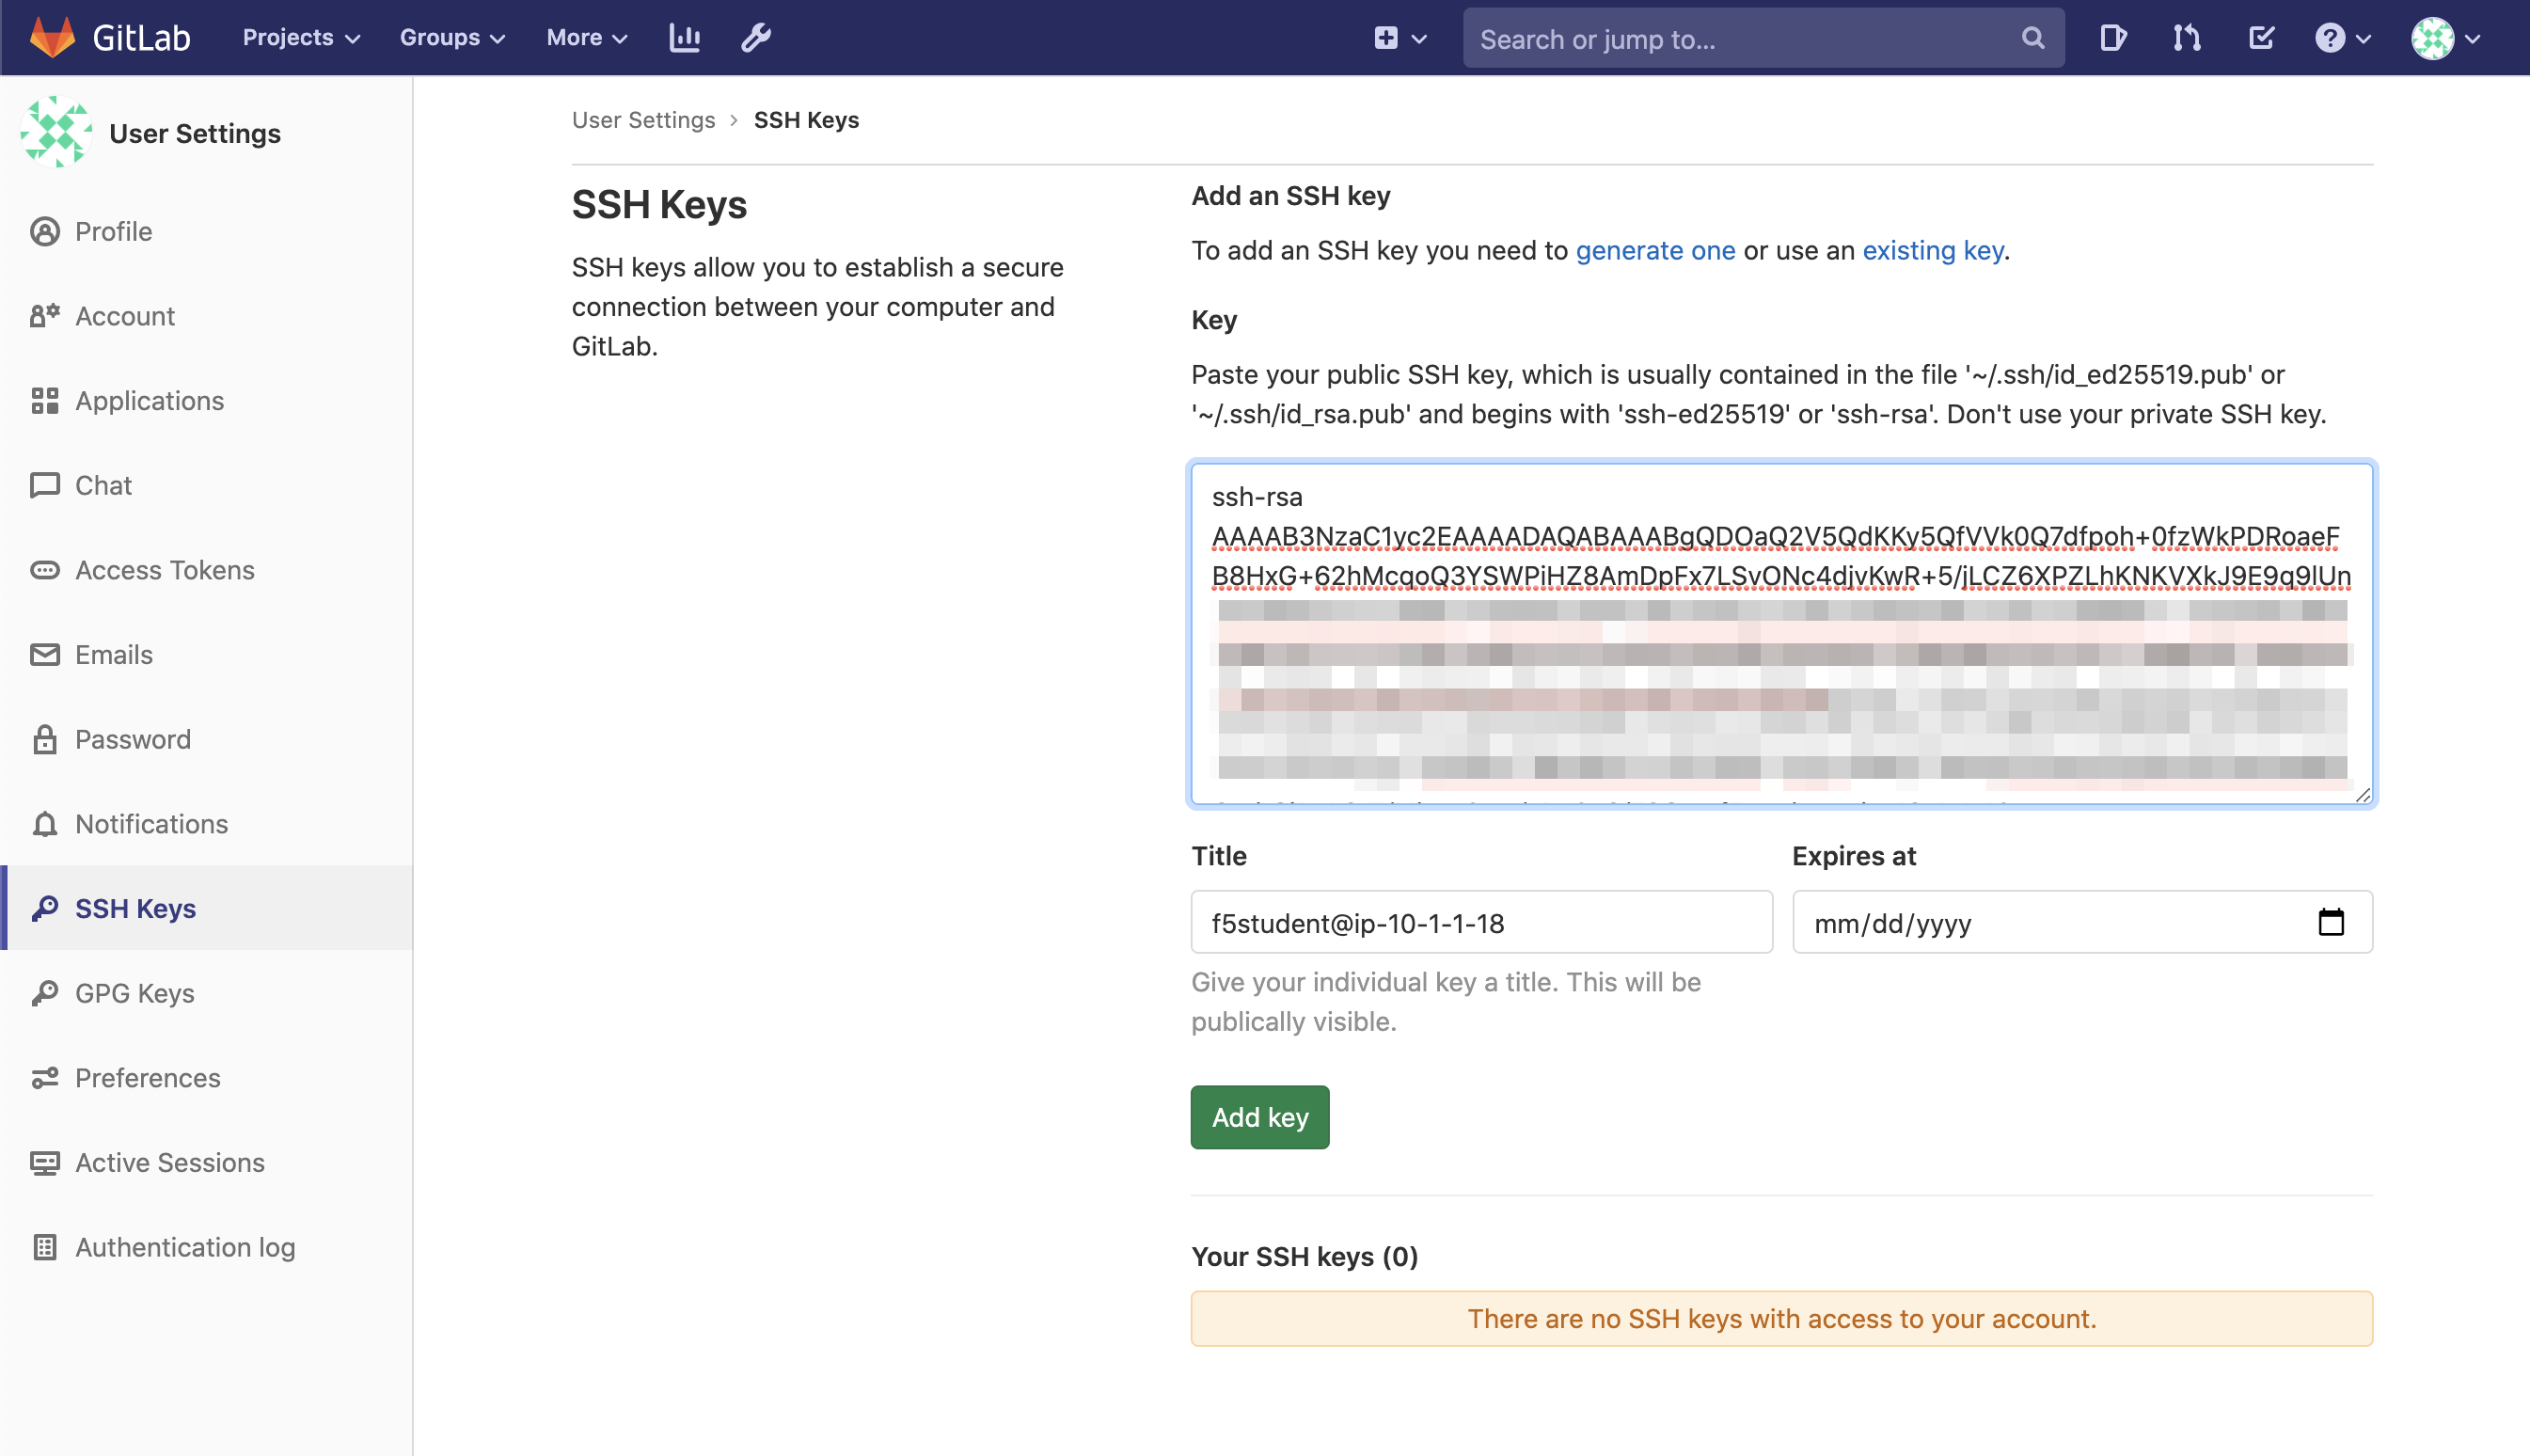 GitLab
Projects
Groups
More
Search or jump to...
User Settings
Profile
Account
Applications
Chat
Access Tokens
Emails
Password
Notifications
SSH Keys
GPG Keys
Preferences
Active Sessions
Authentication log
User Settings › SSH Keys
SSH Keys
SSH keys allow you to establish a secure
connection between your computer and
GitLab.
Add an SSH key
To add an SSH key you need to generate one or use an existing key.
Key
Paste your public SSH key, which is usually contained in the file '~/.ssh/id_ed25519.pub' or
'~/.ssh/id_rsa.pub' and begins with 'ssh-ed25519' or 'ssh-rsa'. Don't use your private SSH key.
ssh-rsa
AAAAB3NzaC1yc2EAAAADAQABAAABgQDOaQ2V5QdKKy5QfVVk0Q7dfpoh+0fzWkPDRoaeF
B8HxG+62hMcqoQ3YSWPiHZ8AmDpFx7LSvONc4djvKwR+5/jLCZ6XPZLhKNKVXkJ9E9q9lUn
Title
Expires at
f5student@ip-10-1-1-18
mm/dd/yyyy
Give your individual key a title. This will be
publically visible.
Add key
Your SSH keys (0)
There are no SSH keys with access to your account.